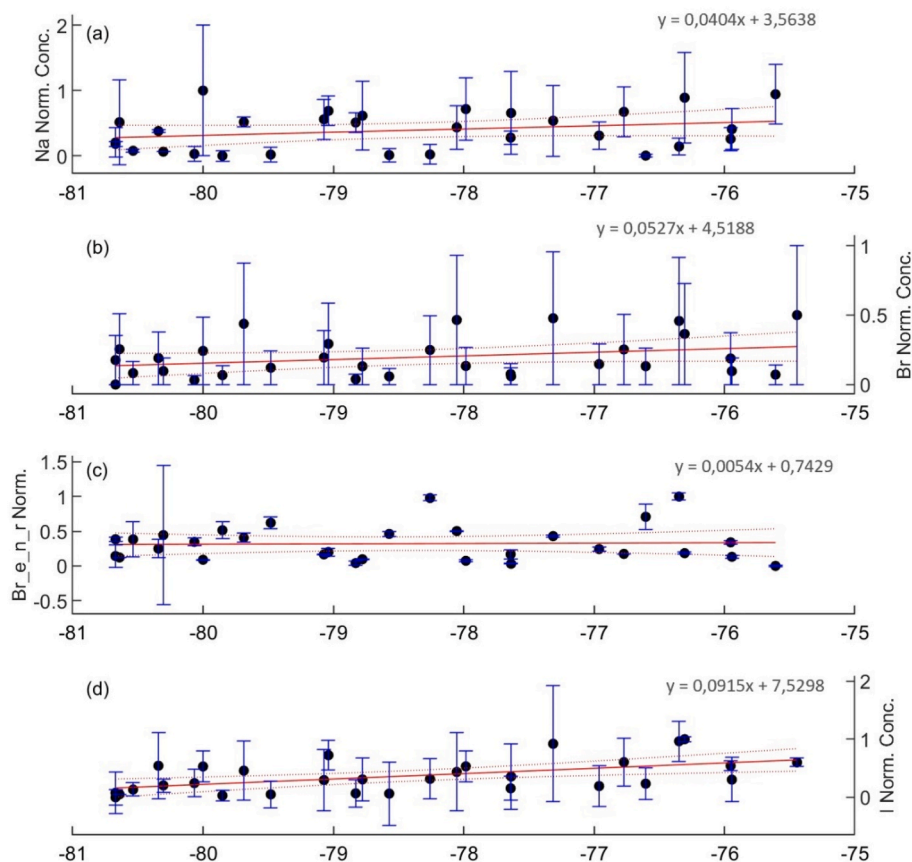 (a)
y = 0,0404x + 3,5638
Na Norm. Conc.
2
1
0
-81 -80 -79 -78 -77 -76 -75
(b)
y = 0,0527x + 4,5188
Br Norm. Conc.
1
0.5
0
-81 -80 -79 -78 -77 -76 -75
(c)
y = 0,0054x + 0,7429
Br_e_n_r Norm.
1.5
1
0.5
0
-0.5
-81 -80 -79 -78 -77 -76 -75
(d)
y = 0,0915x + 7,5298
I Norm. Conc.
2
1
0
-81 -80 -79 -78 -77 -76 -75